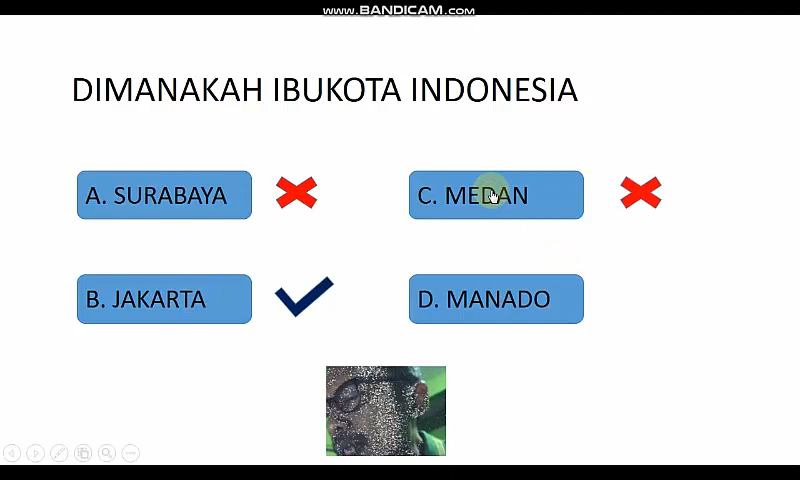 WWW.BANDICAM.COM
DIMANAKAH IBUKOTA INDONESIA
A. SURABAYA
C. MEDAN
B. JAKARTA
D. MANADO